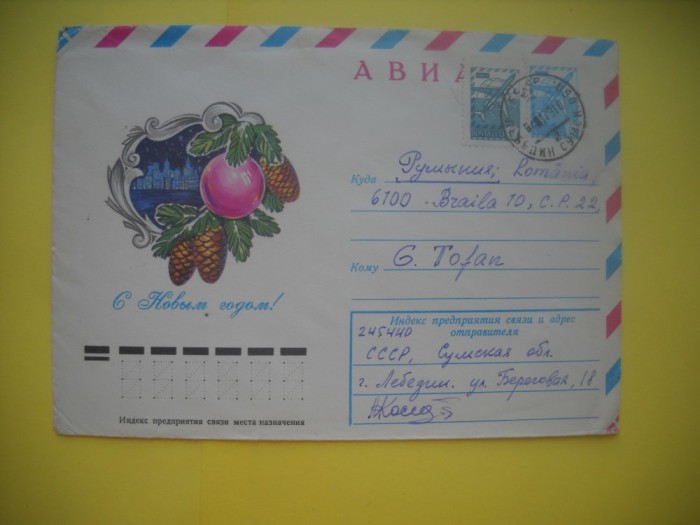 АВИА
Куда Румыния; România,
6100 - Braila 10, C.P. 22
Кому G. Tofan
С Новым годом!
Индекс предприятия связи и адрес
отправителя
245440
СССР, Сумская обл.
г. Лебедин. ул. Береговая, 18
Индекс предприятия связи места назначения